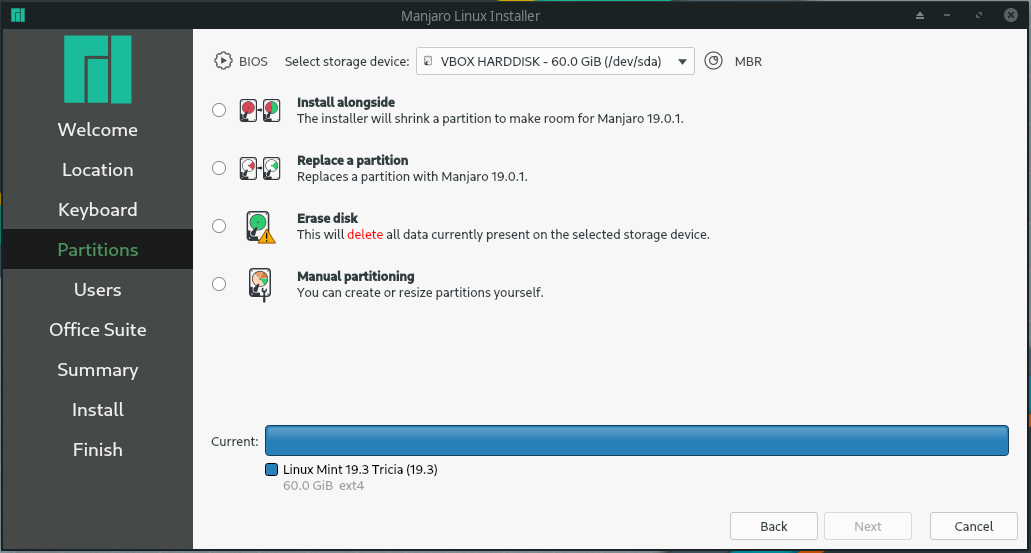 Manjaro Linux Installer
Welcome
Location
Keyboard
Partitions
Users
Office Suite
Summary
Install
Finish
BIOS Select storage device: VBOX HARDDISK - 60.0 GiB (/dev/sda) MBR
Install alongside
The installer will shrink a partition to make room for Manjaro 19.0.1.
Replace a partition
Replaces a partition with Manjaro 19.0.1.
Erase disk
This will delete all data currently present on the selected storage device.
Manual partitioning
You can create or resize partitions yourself.
Current:
Linux Mint 19.3 Tricia (19.3)
60.0 GiB ext4
Back Next Cancel